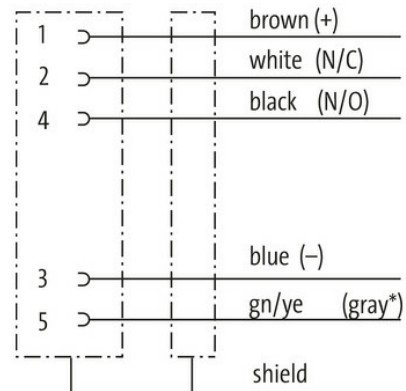 1 brown (+)
2 white (N/C)
4 black (N/O)
3 blue (–)
5 gn/ye (gray*)
shield